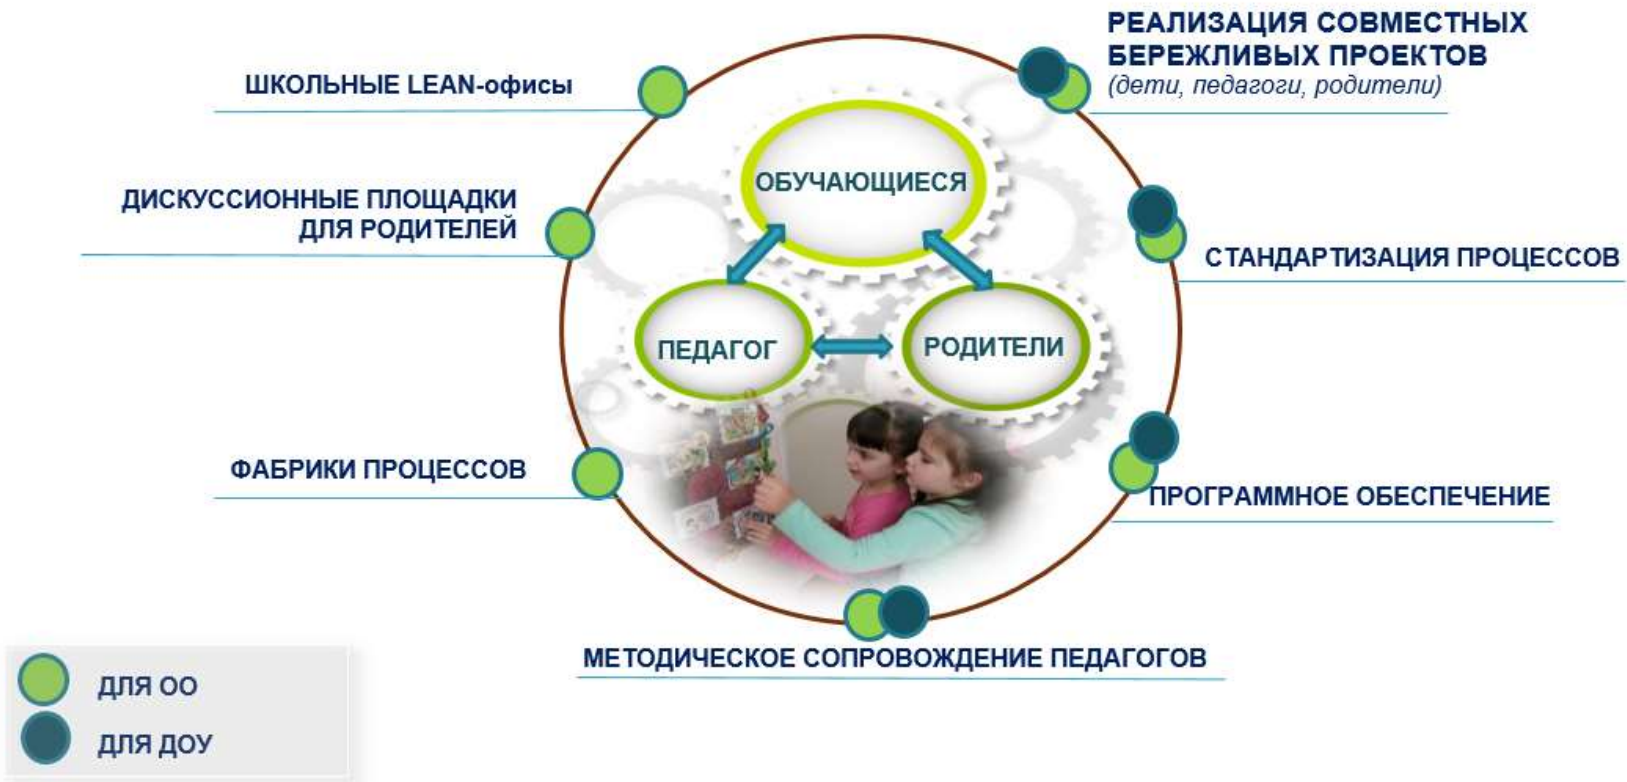 РЕАЛИЗАЦИЯ СОВМЕСТНЫХ
БЕРЕЖЛИВЫХ ПРОЕКТОВ
(дети, педагоги, родители)
ШКОЛЬНЫЕ LEAN-офисы
ОБУЧАЮЩИЕСЯ
ДИСКУССИОННЫЕ ПЛОЩАДКИ
ДЛЯ РОДИТЕЛЕЙ
СТАНДАРТИЗАЦИЯ ПРОЦЕССОВ
ПЕДАГОГ
РОДИТЕЛИ
ФАБРИКИ ПРОЦЕССОВ
ПРОГРАММНОЕ ОБЕСПЕЧЕНИЕ
МЕТОДИЧЕСКОЕ СОПРОВОЖДЕНИЕ ПЕДАГОГОВ
ДЛЯ ОО
ДЛЯ ДОУ